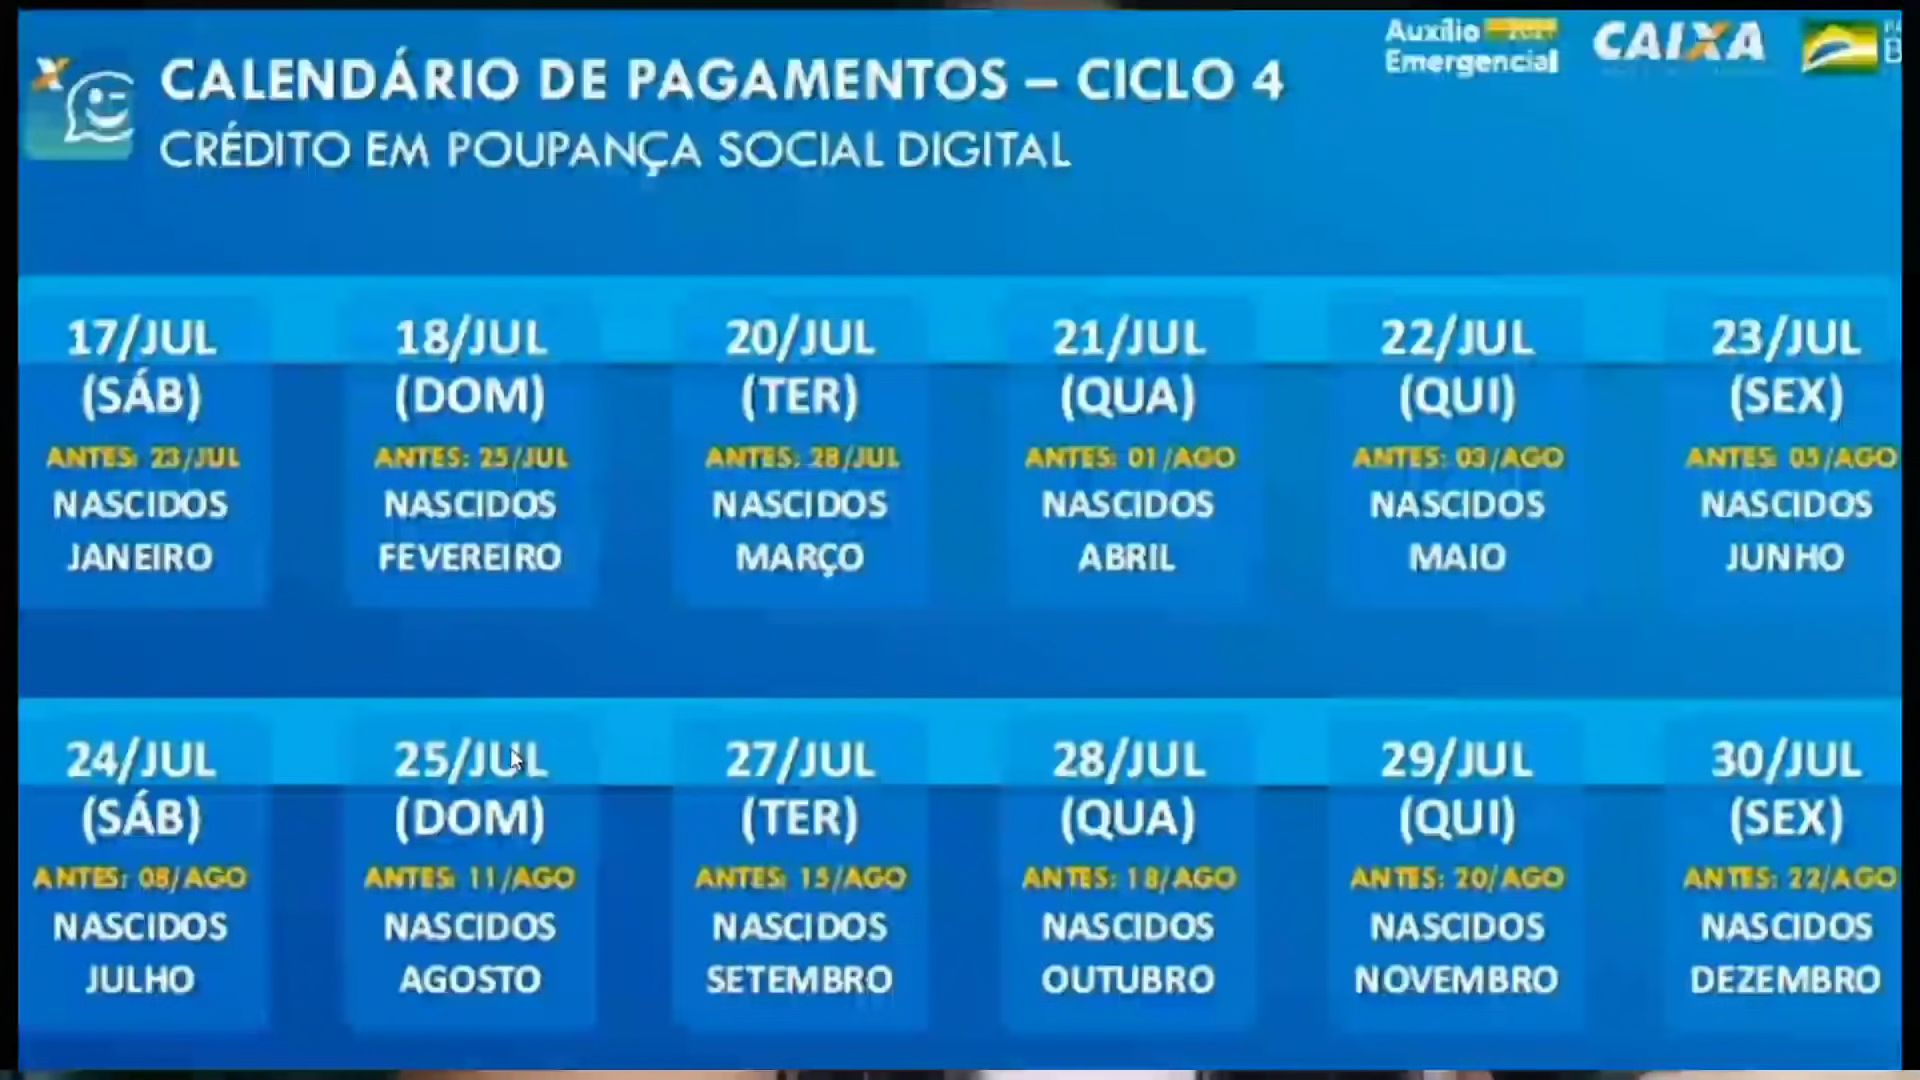 Auxílio 2021
Emergencial
CAIXA
CALENDÁRIO DE PAGAMENTOS – CICLO 4
CRÉDITO EM POUPANÇA SOCIAL DIGITAL
17/JUL
(SÁB)
ANTES: 23/JUL
NASCIDOS
JANEIRO
18/JUL
(DOM)
ANTES: 25/JUL
NASCIDOS
FEVEREIRO
20/JUL
(TER)
ANTES: 28/JUL
NASCIDOS
MARÇO
21/JUL
(QUA)
ANTES: 01/AGO
NASCIDOS
ABRIL
22/JUL
(QUI)
ANTES: 03/AGO
NASCIDOS
MAIO
23/JUL
(SEX)
ANTES: 05/AGO
NASCIDOS
JUNHO
24/JUL
(SÁB)
ANTES: 08/AGO
NASCIDOS
JULHO
25/JUL
(DOM)
ANTES: 11/AGO
NASCIDOS
AGOSTO
27/JUL
(TER)
ANTES: 15/AGO
NASCIDOS
SETEMBRO
28/JUL
(QUA)
ANTES: 18/AGO
NASCIDOS
OUTUBRO
29/JUL
(QUI)
ANTES: 20/AGO
NASCIDOS
NOVEMBRO
30/JUL
(SEX)
ANTES: 22/AGO
NASCIDOS
DEZEMBRO